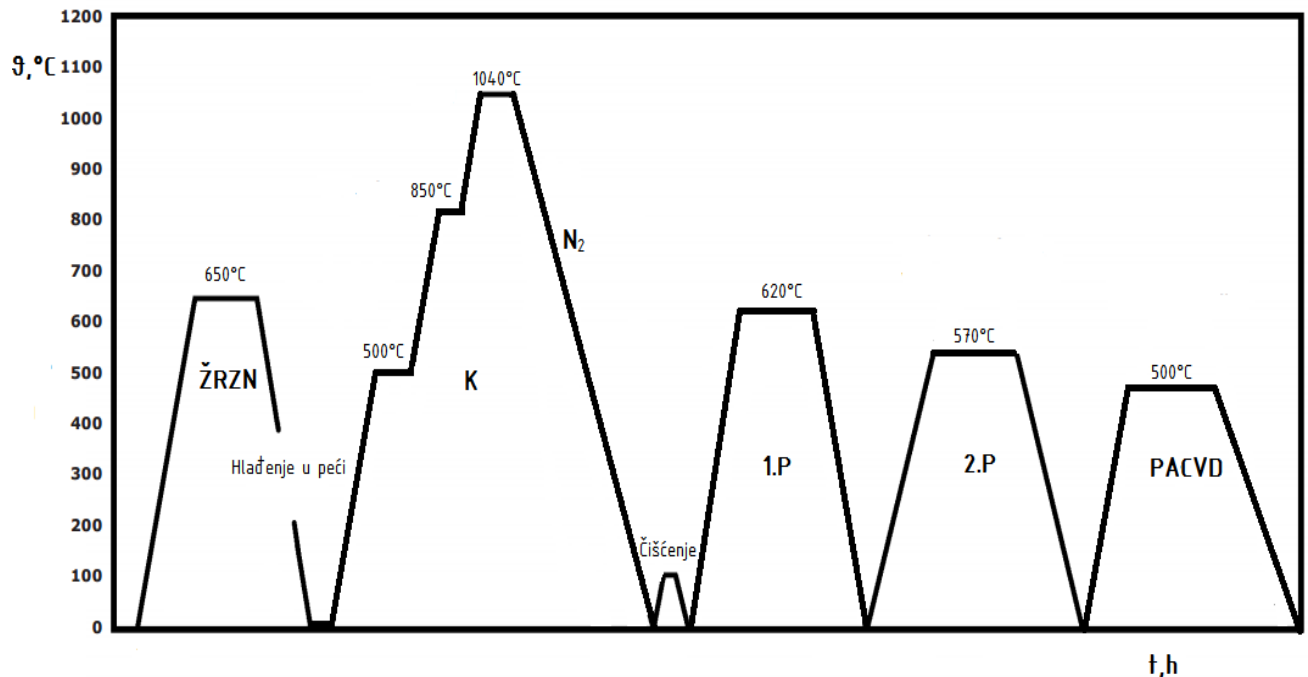 1200
ϑ,°C
1100
1000
900
800
700
600
500
400
300
200
100
0
650°C
ŽRZN
Hlađenje u peći
500°C
850°C
1040°C
K
N₂
Čišćenje
620°C
1.P
570°C
2.P
500°C
PACVD
t,h